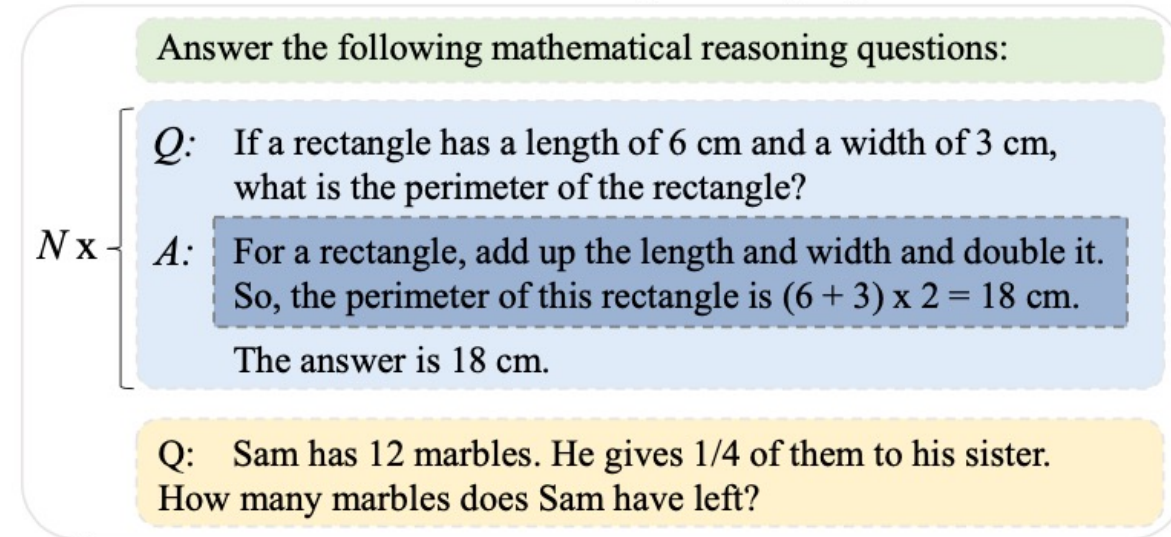 Answer the following mathematical reasoning questions:
Q: If a rectangle has a length of 6 cm and a width of 3 cm,
what is the perimeter of the rectangle?
N x
A: For a rectangle, add up the length and width and double it.
So, the perimeter of this rectangle is (6 + 3) x 2 = 18 cm.
The answer is 18 cm.
Q: Sam has 12 marbles. He gives 1/4 of them to his sister.
How many marbles does Sam have left?